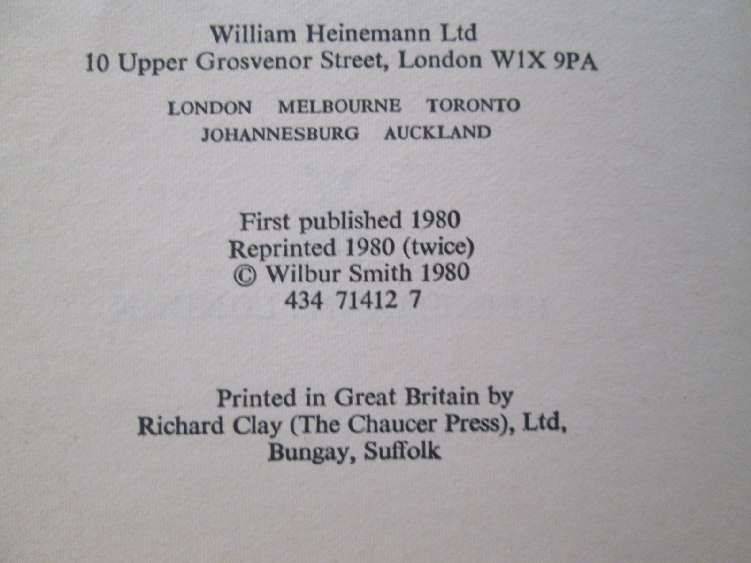 William Heinemann Ltd
10 Upper Grosvenor Street, London W1X 9PA
LONDON MELBOURNE TORONTO
JOHANNESBURG AUCKLAND
First published 1980
Reprinted 1980 (twice)
© Wilbur Smith 1980
434 71412 7
Printed in Great Britain by
Richard Clay (The Chaucer Press), Ltd,
Bungay, Suffolk